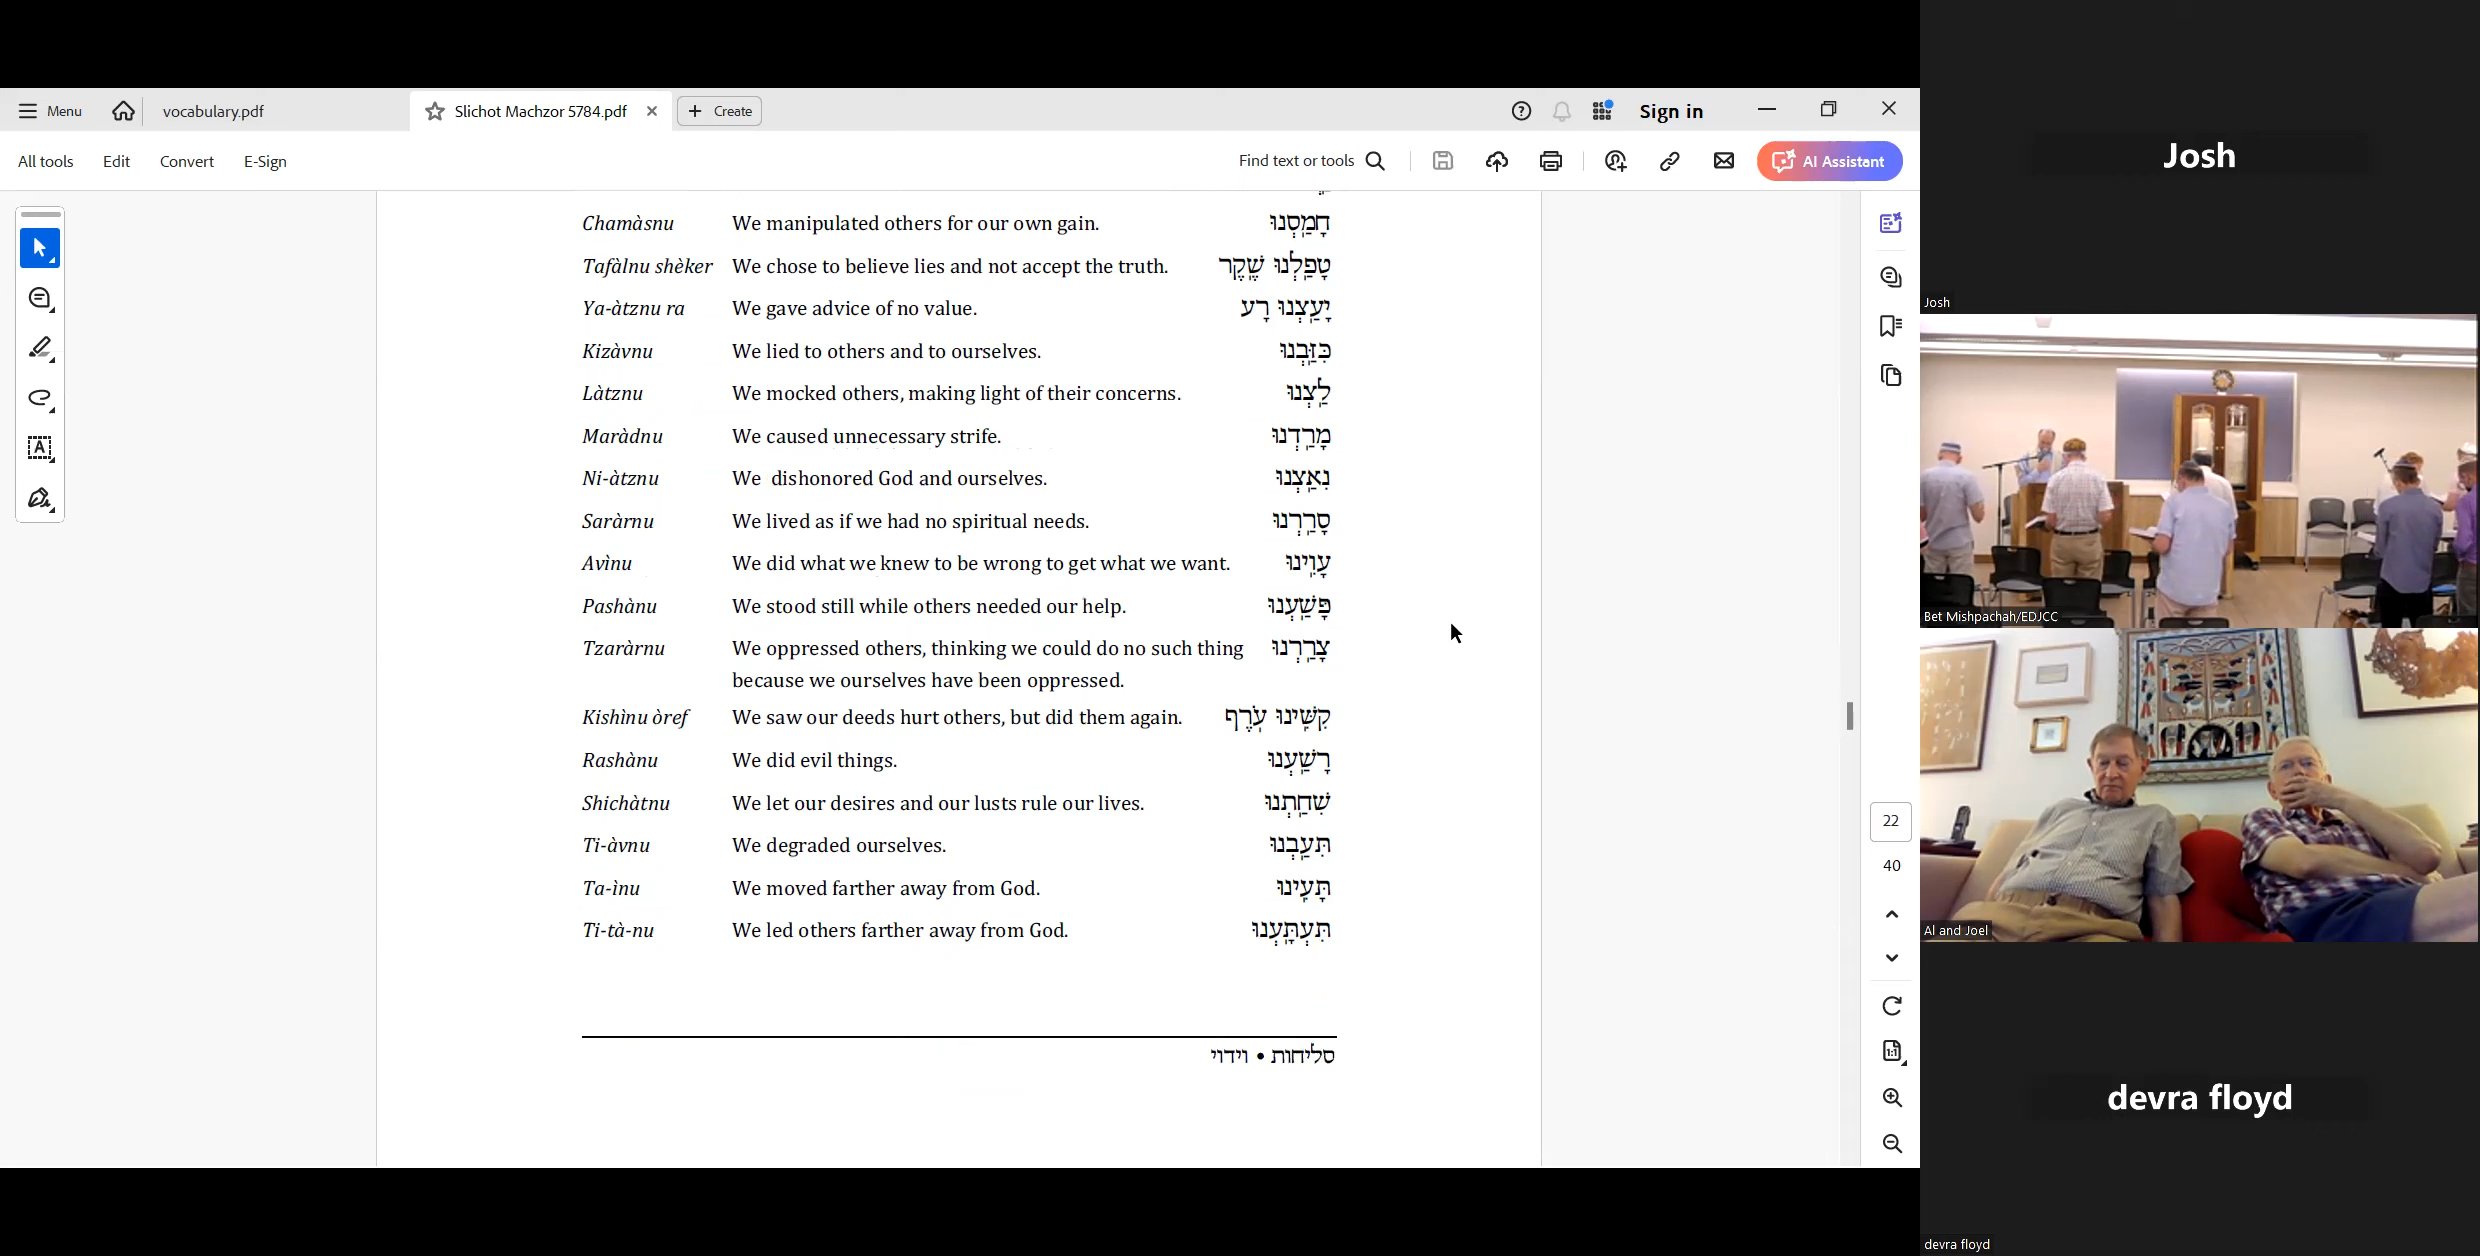 Menu
vocabulary.pdf
Slichot Machzor 5784.pdf
Create
Sign in
All tools
Edit
Convert
E-Sign
Find text or tools
AI Assistant
Chamàsnu We manipulated others for our own gain. חָמַֽסְנוּ
Tafàlnu shèker We chose to believe lies and not accept the truth. טָפַֽלְנוּ שֶֽׁקֶר
Ya-àtznu ra We gave advice of no value. יָעַֽצְנוּ רָע
Kizàvnu We lied to others and to ourselves. כִּזַּֽבְנוּ
Làtznu We mocked others, making light of their concerns. לַֽצְנוּ
Maràdnu We caused unnecessary strife. מָרַֽדְנוּ
Ni-àtznu We dishonored God and ourselves. נִאַֽצְנוּ
Saràrnu We lived as if we had no spiritual needs. סָרַֽרְנוּ
Avìnu We did what we knew to be wrong to get what we want. עָוִֽינוּ
Pashànu We stood still while others needed our help. פָּשַֽׁעְנוּ
Tzaràrnu We oppressed others, thinking we could do no such thing צָרַֽרְנוּ
because we ourselves have been oppressed.
Kishìnu òref We saw our deeds hurt others, but did them again. קִשִּֽׁינוּ עֹֽרֶף
Rashànu We did evil things. רָשַֽׁעְנוּ
Shichàtnu We let our desires and our lusts rule our lives. שִׁחַֽתְנוּ
Ti-àvnu We degraded ourselves. תִּעַֽבְנוּ
Ta-ìnu We moved farther away from God. תָּעִֽינוּ
Ti-tà-nu We led others farther away from God. תִּעְתָּֽעְנוּ
סליחות • וידוי
22
40
Josh
Josh
Bet Mishpachah/EDJCC
Al and Joel
devra floyd
devra floyd